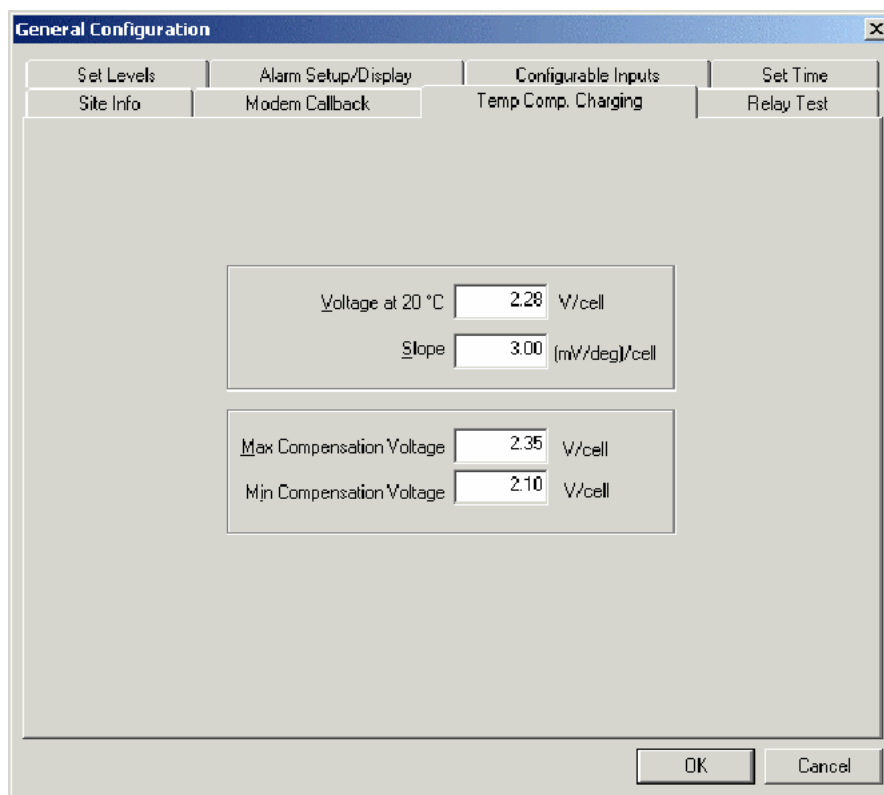 General Configuration
Set Levels
Alarm Setup/Display
Configurable Inputs
Set Time
Site Info
Modem Callback
Temp Comp. Charging
Relay Test
Voltage at 20 °C 2.28 V/cell
Slope 3.00 (mV/deg)/cell
Max Compensation Voltage 2.35 V/cell
Min Compensation Voltage 2.10 V/cell
OK
Cancel